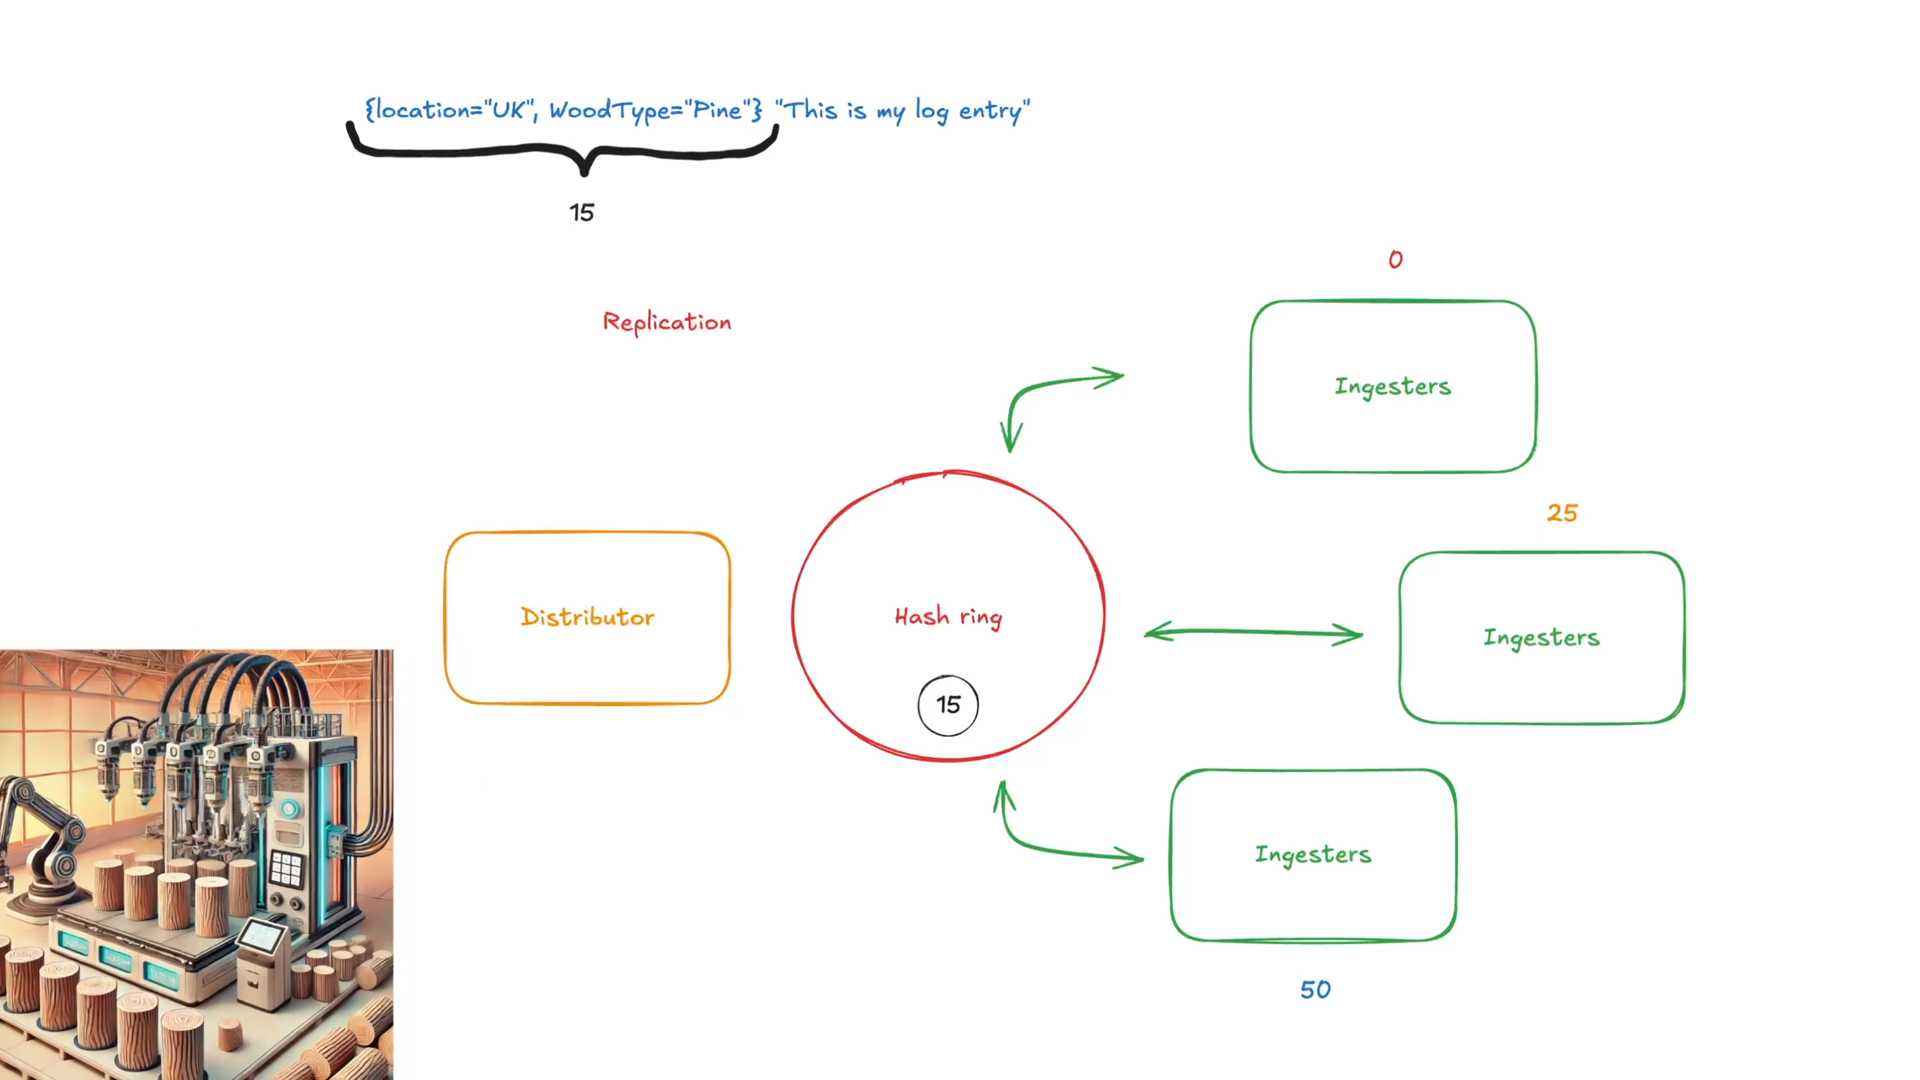 {location="UK", WoodType="Pine"} "This is my log entry"
15
0
Replication
Ingesters
25
Distributor
Hash ring
Ingesters
15
Ingesters
50